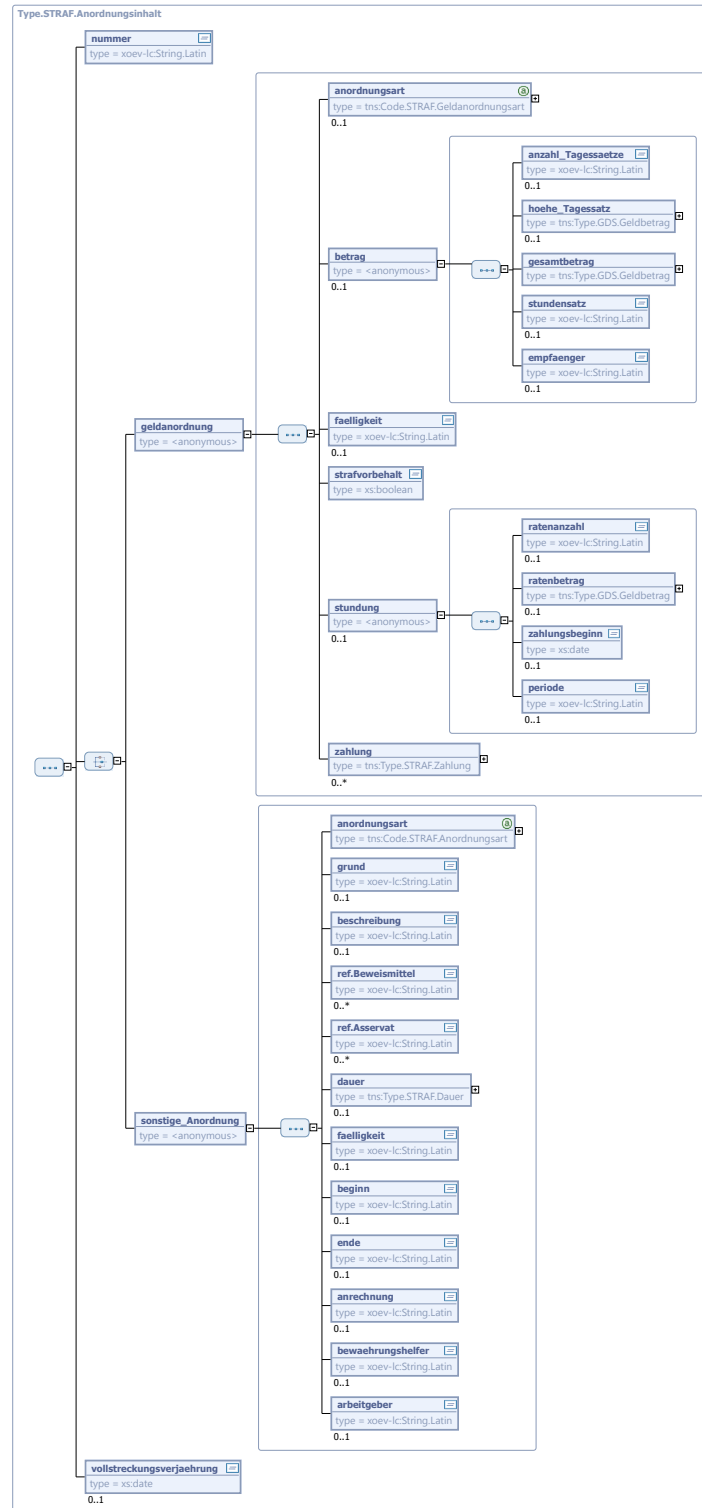 Type.STRAF.Anordnungsinhalt
nummer
type = xoev-lc:String.Latin
anordnungsart
type = tns:Code.STRAF.Geldanordnungsart
0..1
anzahl_Tagessaetze
type = xoev-lc:String.Latin
0..1
hoehe_Tagessatz
type = tns:Type.GDS.Geldbetrag
0..1
betrag
type = <anonymous>
0..1
gesamtbetrag
type = tns:Type.GDS.Geldbetrag
0..1
stundensatz
type = xoev-lc:String.Latin
0..1
empfaenger
type = xoev-lc:String.Latin
0..1
geldanordnung
type = <anonymous>
faelligkeit
type = xoev-lc:String.Latin
0..1
strafvorbehalt
type = xs:boolean
ratenanzahl
type = xoev-lc:String.Latin
0..1
ratenbetrag
type = tns:Type.GDS.Geldbetrag
0..1
stundung
type = <anonymous>
0..1
zahlungsbeginn
type = xs:date
0..1
periode
type = xoev-lc:String.Latin
0..1
zahlung
type = tns:Type.STRAF.Zahlung
0..*
anordnungsart
type = tns:Code.STRAF.Anordnungsart
grund
type = xoev-lc:String.Latin
0..1
beschreibung
type = xoev-lc:String.Latin
0..1
ref.Beweismittel
type = xoev-lc:String.Latin
0..*
ref.Asservat
type = xoev-lc:String.Latin
0..*
dauer
type = tns:Type.STRAF.Dauer
0..1
sonstige_Anordnung
type = <anonymous>
faelligkeit
type = xoev-lc:String.Latin
0..1
beginn
type = xoev-lc:String.Latin
0..1
ende
type = xoev-lc:String.Latin
0..1
anrechnung
type = xoev-lc:String.Latin
0..1
bewaehrungshelfer
type = xoev-lc:String.Latin
0..1
arbeitgeber
type = xoev-lc:String.Latin
0..1
vollstreckungsverjaehrung
type = xs:date
0..1